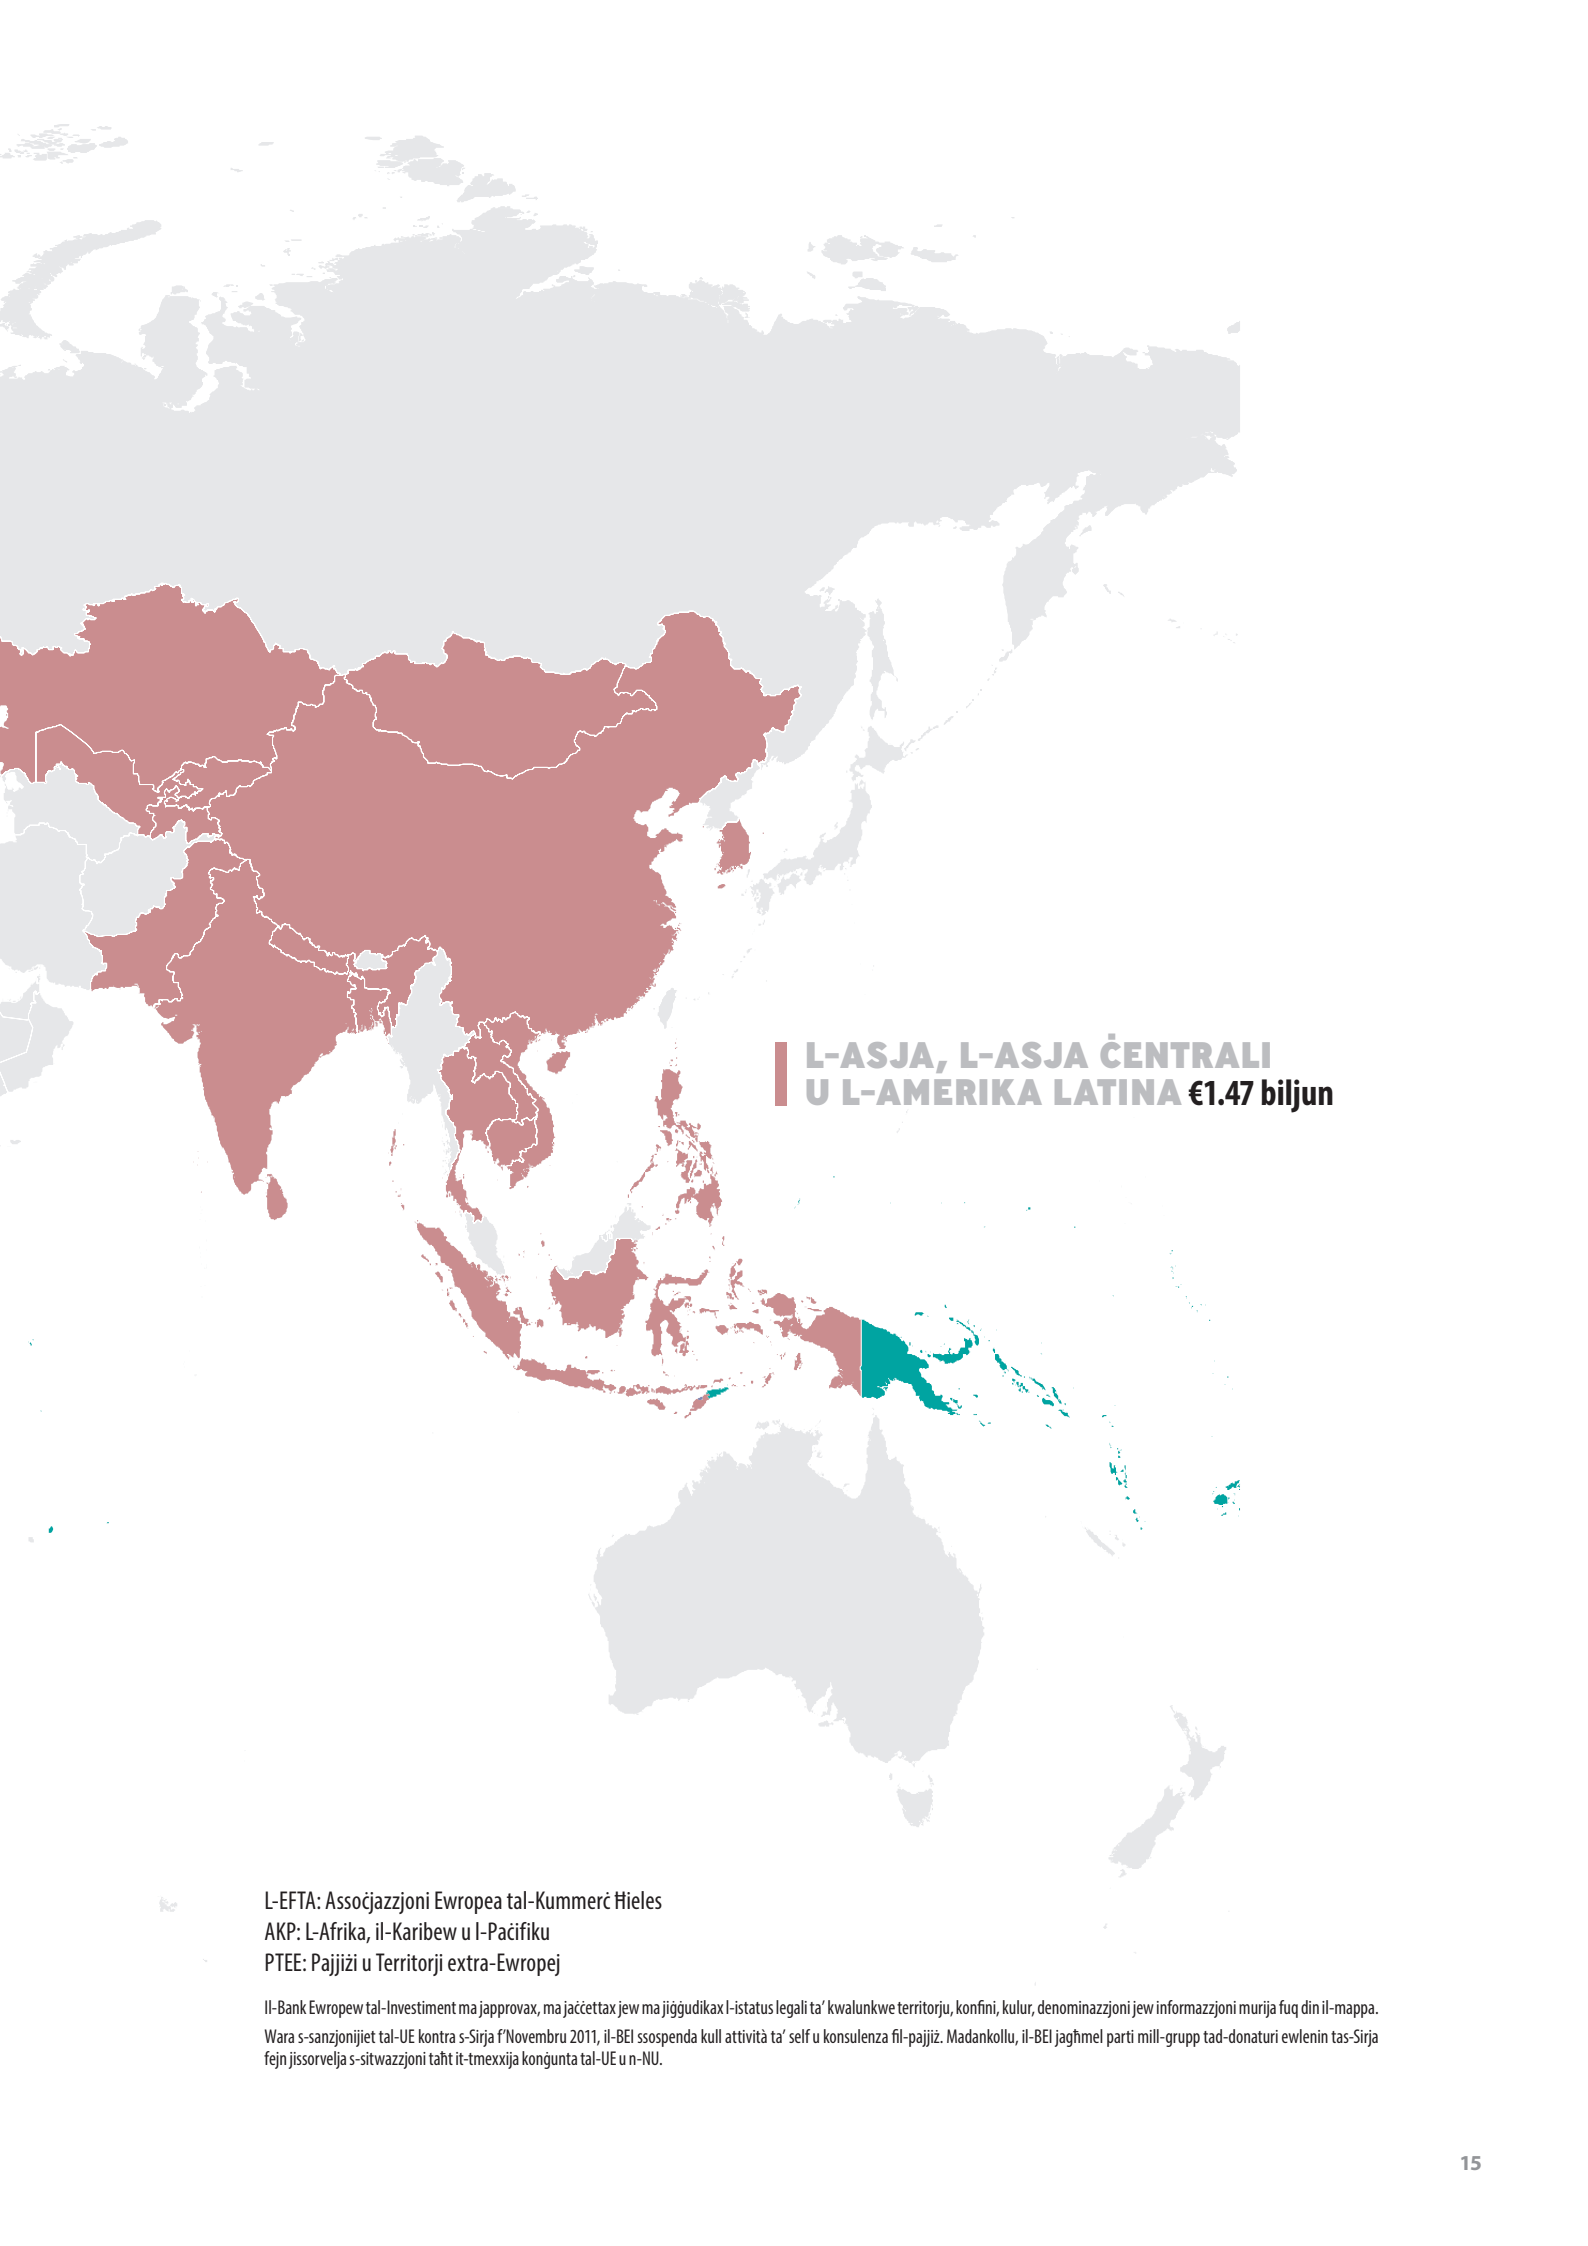 L-ASJA, L-ASJA ĊENTRALI
U L-AMERIKA LATINA €1.47 biljun
L-EFTA: Assoċjazzjoni Ewropea tal-Kummerċ Ħieles
AKP: L-Afrika, il-Karibew u l-Paċifiku
PTEE: Pajjiżi u Territorji extra-Ewropej
Il-Bank Ewropew tal-Investiment ma japprovax, ma jaċċettax jew ma jiġġudikax l-istatus legali ta’ kwalunkwe territorju, konfini, kulur, denominazzjoni jew informazzjoni murija fuq din il-mappa.
Wara s-sanzjonijiet tal-UE kontra s-Sirja f’Novembru 2011, il-BEI ssospenda kull attività ta’ self u konsulenza fil-pajjiż. Madankollu, il-BEI jagħmel parti mill-grupp tad-donaturi ewlenin tas-Sirja
fejn jissorvelja s-sitwazzjoni taħt it-tmexxija konġunta tal-UE u n-NU.
15